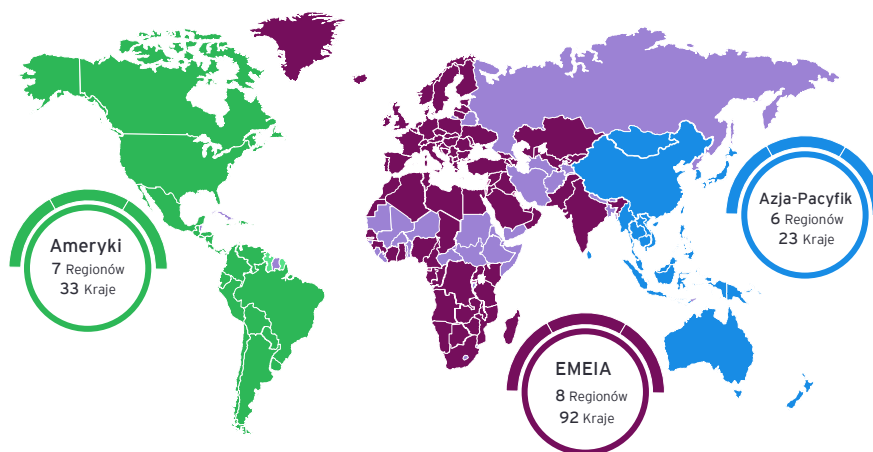 Ameryki
7 Regionów
33 Kraje
EMEIA
8 Regionów
92 Kraje
Azja-Pacyfik
6 Regionów
23 Kraje